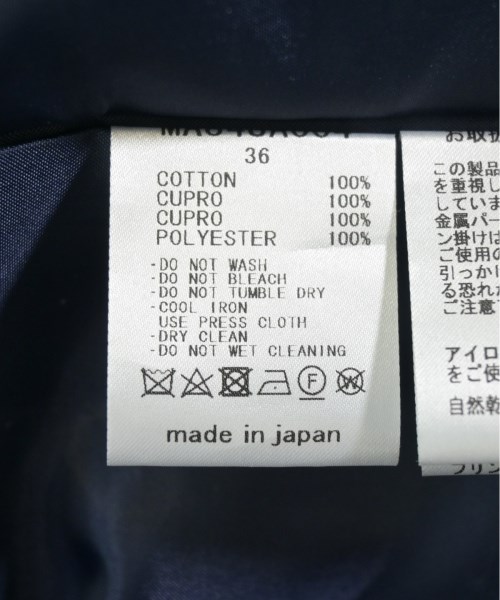 36
COTTON 100%
CUPRO 100%
CUPRO 100%
POLYESTER 100%
-DO NOT WASH
-DO NOT BLEACH
-DO NOT TUMBLE DRY
-COOL IRON
USE PRESS CLOTH
-DRY CLEAN
-DO NOT WET CLEANING
F W
made in japan
お取扱
この製品
を重視し
していま
金属パー
ン掛けは
ご使用の
引っかけ
る恐れが
ご注意
アイロ
をご使
自然乾
プリン